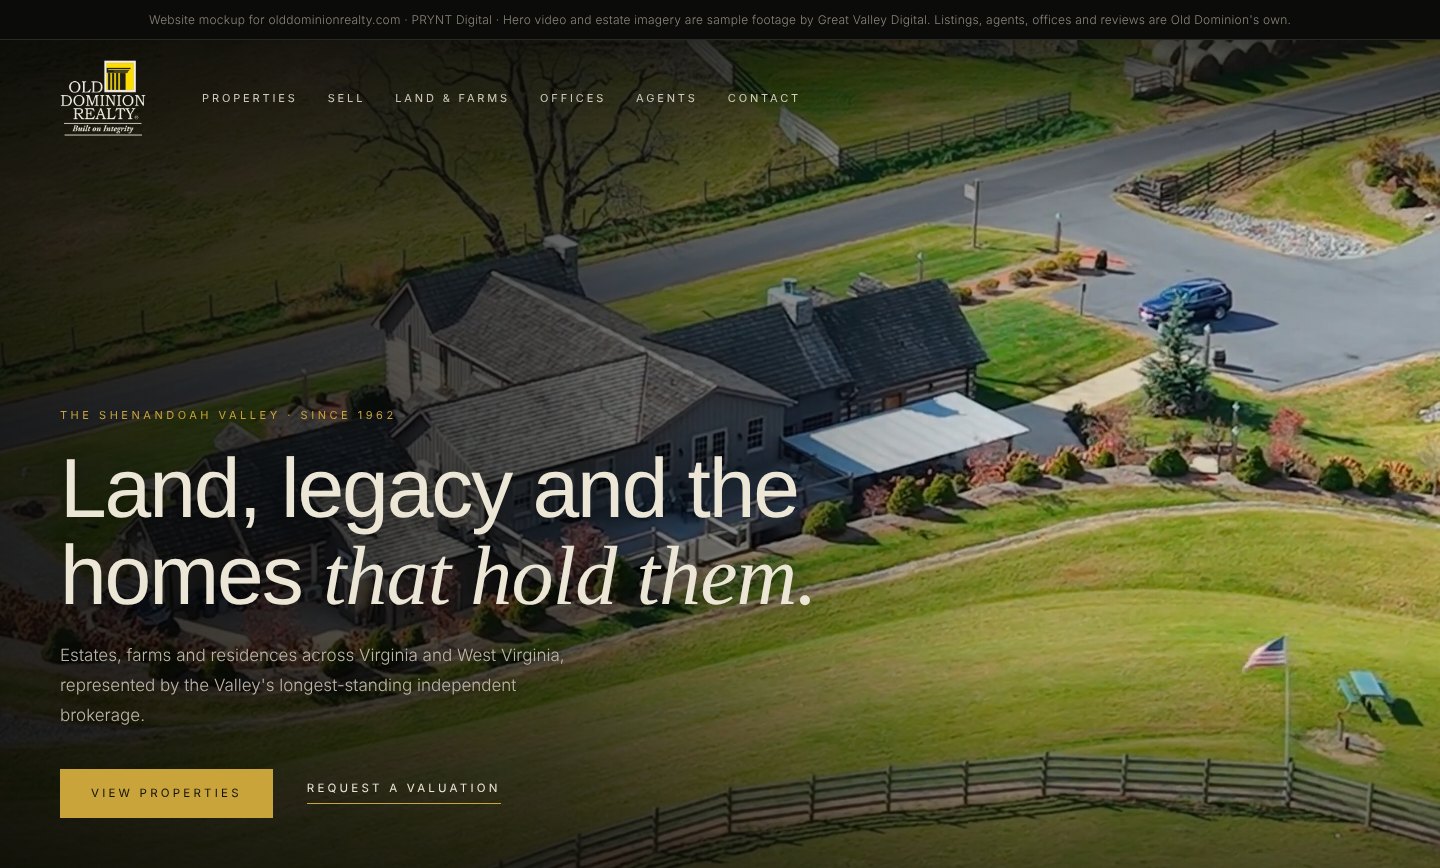 Website mockup for olddominionrealty.com · PRYNT Digital · Hero video and estate imagery are sample footage by Great Valley Digital. Listings, agents, offices and reviews are Old Dominion's own.
OLD
DOMINION
REALTY
Built on Integrity
PROPERTIES SELL LAND & FARMS OFFICES AGENTS CONTACT
THE SHENANDOAH VALLEY · SINCE 1962
Land, legacy and the
homes that hold them.
Estates, farms and residences across Virginia and West Virginia,
represented by the Valley's longest-standing independent
brokerage.
VIEW PROPERTIES REQUEST A VALUATION